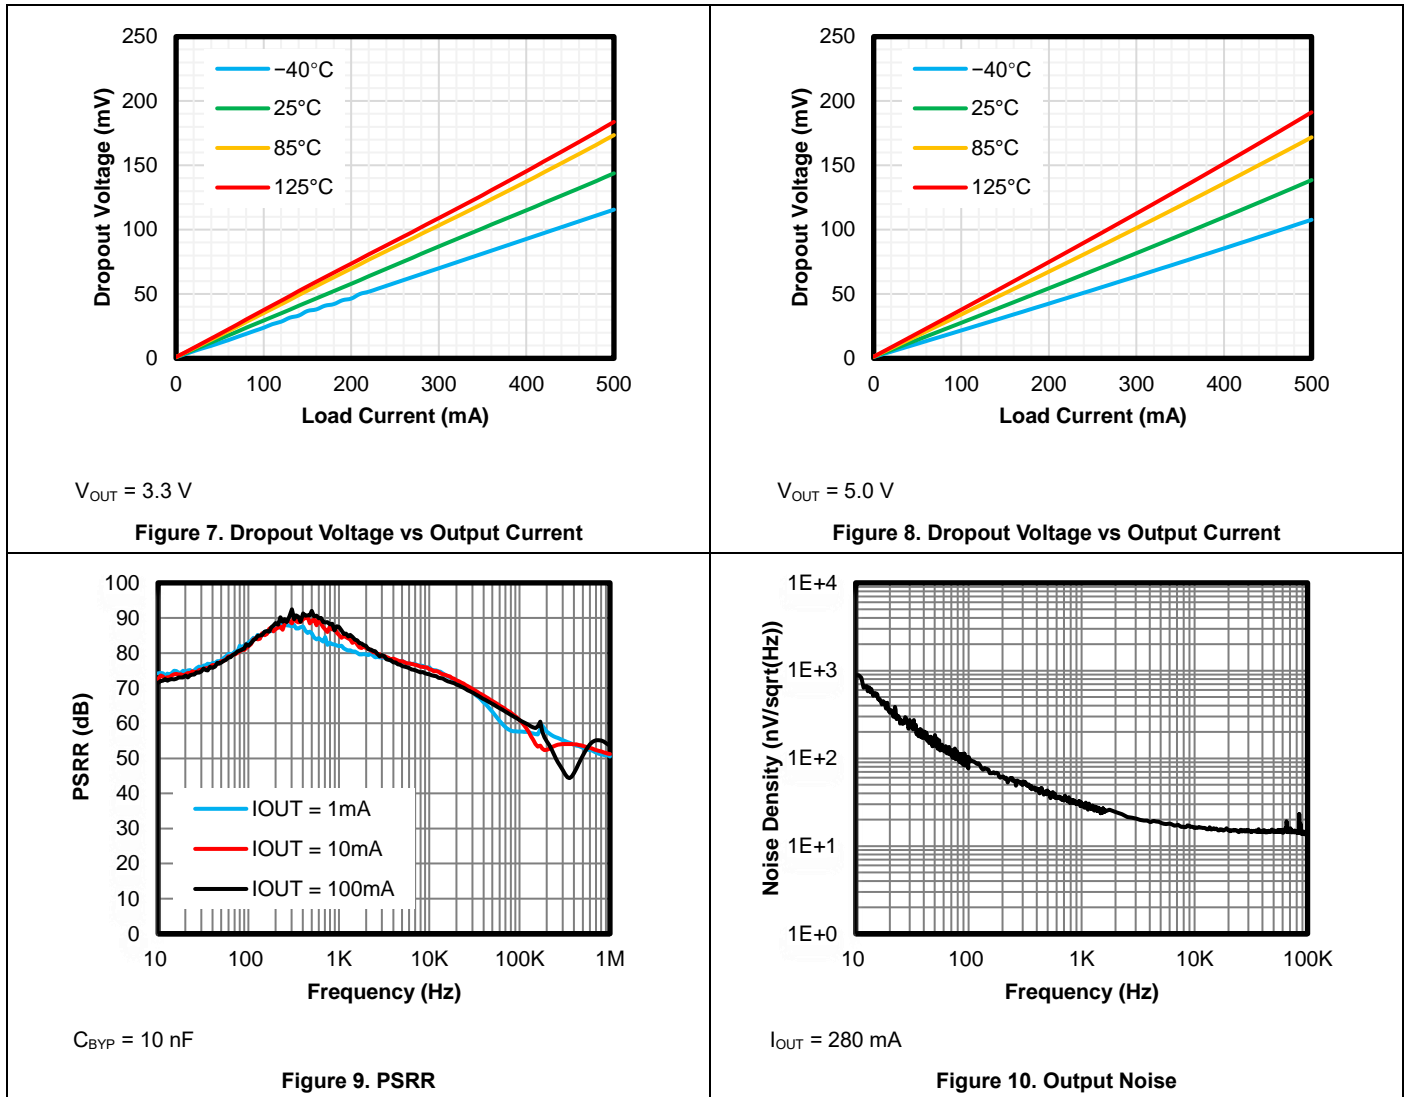 250
200
150
100
50
0
Dropout Voltage (mV)
−40°C
25°C
85°C
125°C
0 100 200 300 400 500
Load Current (mA)
VOUT = 3.3 V
Figure 7. Dropout Voltage vs Output Current
250
200
150
100
50
0
Dropout Voltage (mV)
−40°C
25°C
85°C
125°C
0 100 200 300 400 500
Load Current (mA)
VOUT = 5.0 V
Figure 8. Dropout Voltage vs Output Current
100
90
80
70
60
50
40
30
20
10
0
PSRR (dB)
IOUT = 1mA
IOUT = 10mA
IOUT = 100mA
10 100 1K 10K 100K 1M
Frequency (Hz)
CBYP = 10 nF
Figure 9. PSRR
1E+4
1E+3
1E+2
1E+1
1E+0
Noise Density (nV/sqrt(Hz))
10 100 1K 10K 100K
Frequency (Hz)
IOUT = 280 mA
Figure 10. Output Noise